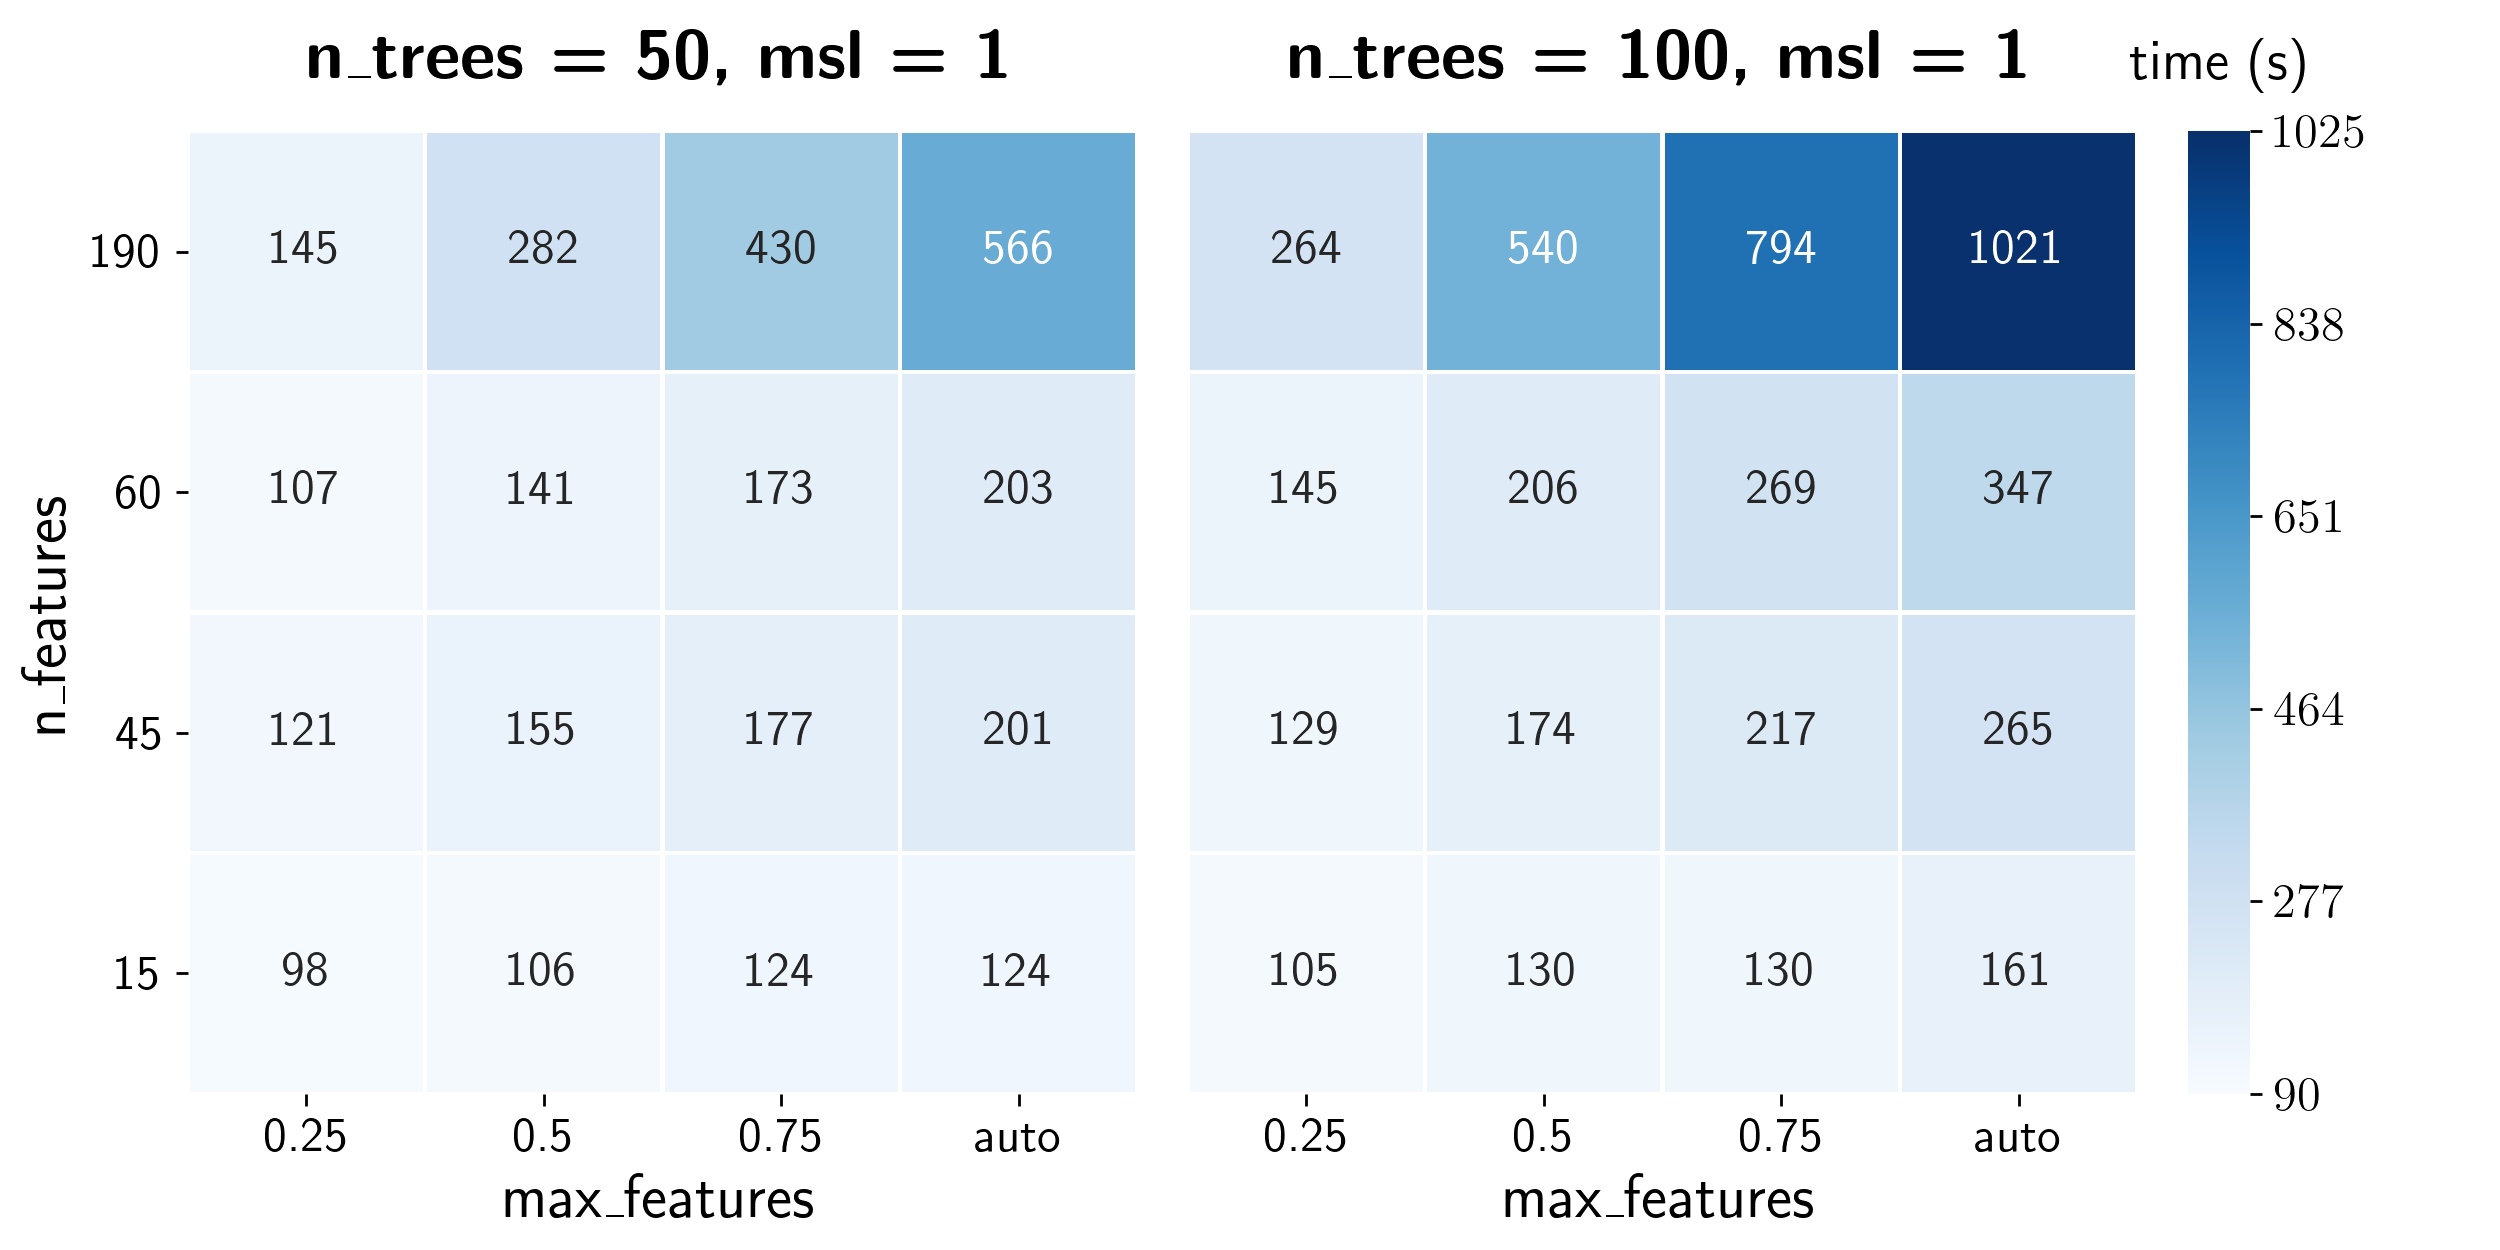 n_trees = 50, msl = 1
n_trees = 100, msl = 1
time (s)
n_features
190
145 282 430 566
264 540 794 1021
60
107 141 173 203
145 206 269 347
45
121 155 177 201
129 174 217 265
15
98 106 124 124
105 130 130 161
0.25 0.5 0.75 auto
0.25 0.5 0.75 auto
max_features
max_features
1025
838
651
464
277
90